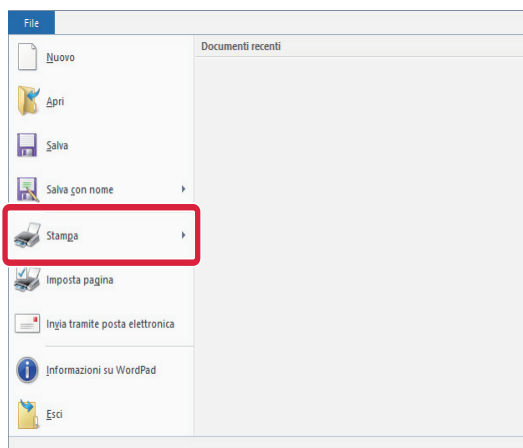 File
Documenti recenti
Nuovo
Apri
Salva
Salva con nome
Stampa
Imposta pagina
Invia tramite posta elettronica
Informazioni su WordPad
Esci